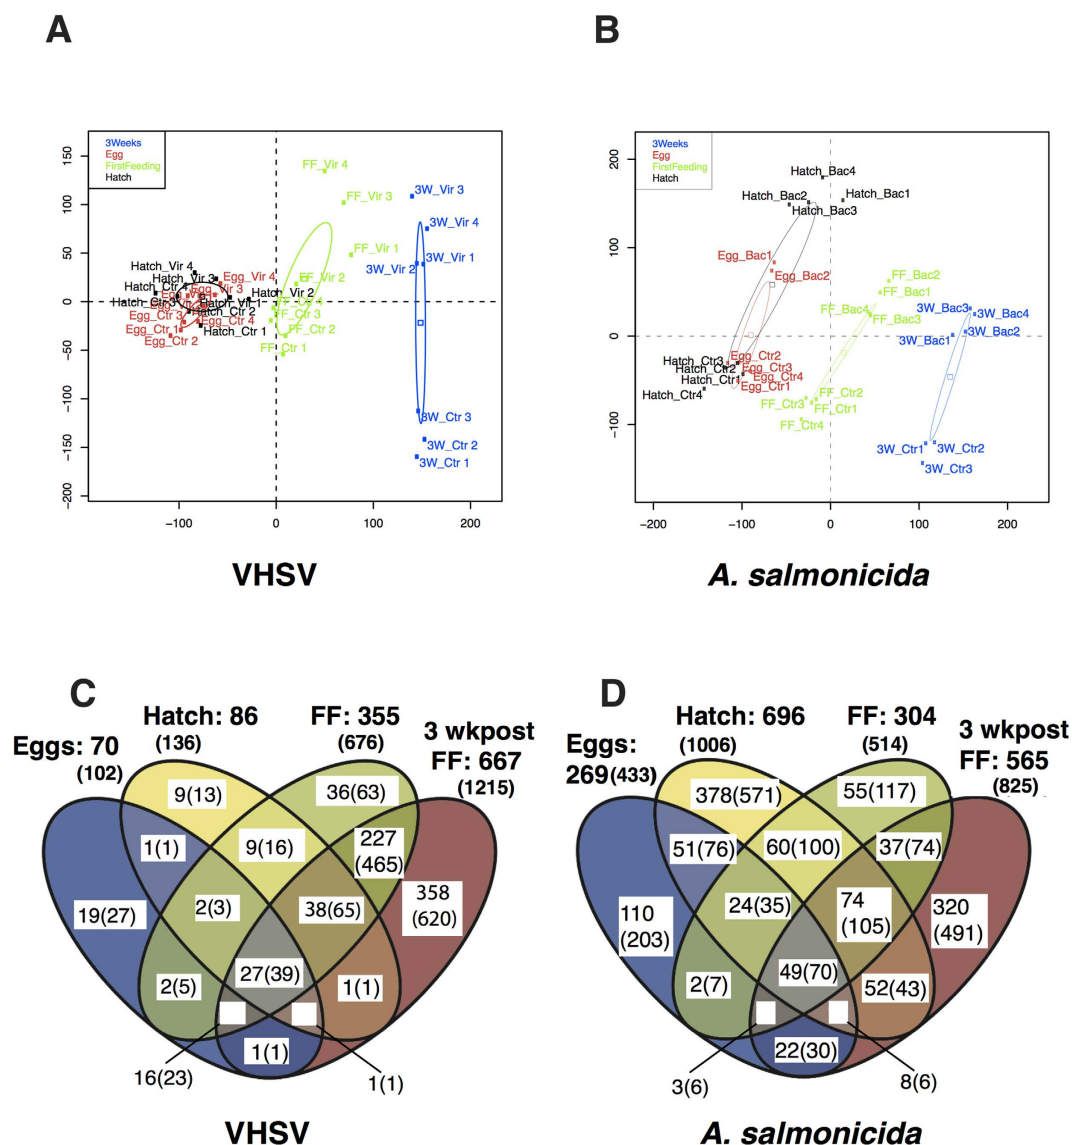 A
B
3Weeks
Egg
FirstFeeding
Hatch
150
100
50
0
−50
−100
−150
−200
−100
0
100
200
FF_Vir 4
FF_Vir 3
3W_Vir 3
3W_Vir 4
FF_Vir 1
3W_Vir 1
3W_Vir 2
Hatch_Vir 4
Hatch_Vir 3
Egg_Vir 4
FF_Vir 2
Hatch_Ctr 4
Hatch_Vir 2
Hatch_Ctr 3
Hatch_Vir 1
Egg_Ctr 3
Egg_Ctr 4
FF_Ctr 3
Egg_Ctr 1
Hatch_Ctr 1
FF_Ctr 2
Egg_Ctr 2
FF_Ctr 1
3W_Ctr 3
3W_Ctr 2
3W_Ctr 1
VHSV
3Weeks
Egg
FirstFeeding
Hatch
200
100
0
−100
−200
−100
0
100
200
Hatch_Bac4
Hatch_Bac2
Hatch_Bac1
Hatch_Bac3
Egg_Bac1
Egg_Bac2
FF_Bac2
FF_Bac1
FF_Bac4
FF_Bac3
3W_Bac3
3W_Bac4
3W_Bac1
3W_Bac2
Hatch_Ctr3
Egg_Ctr2
Hatch_Ctr2
Egg_Ctr3
Hatch_Ctr1
Egg_Ctr4
Egg_Ctr1
Hatch_Ctr4
FF_Ctr3
FF_Ctr2
FF_Ctr1
FF_Ctr4
3W_Ctr1
3W_Ctr2
3W_Ctr3
A. salmonicida
C
Hatch: 86
(136)
FF: 355
(676)
Eggs: 70
(102)
3 wkpost
FF: 667
(1215)
9(13)
36(63)
1(1)
9(16)
227
(465)
19(27)
2(3)
38(65)
358
(620)
2(5)
27(39)
1(1)
1(1)
16(23)
1(1)
VHSV
D
Hatch: 696
(1006)
FF: 304
(514)
Eggs:
269(433)
3 wkpost
FF: 565
(825)
378(571)
55(117)
51(76)
60(100)
37(74)
110
(203)
24(35)
74
(105)
320
(491)
2(7)
49(70)
52(43)
22(30)
3(6)
8(6)
A. salmonicida